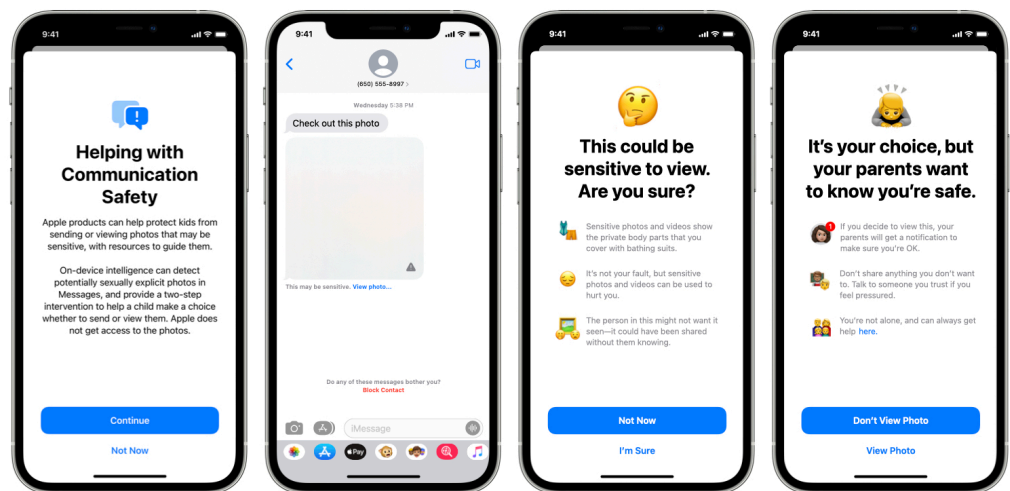 9:41
Helping with
Communication
Safety
Apple products can help protect kids from
sending or viewing photos that may be
sensitive, with resources to guide them.
On-device intelligence can detect
potentially sexually explicit photos in
Messages, and provide a two-step
intervention to help a child make a choice
whether to send or view them. Apple does
not get access to the photos.
Continue
Not Now
9:41
(650) 555-8997 >
Wednesday 5:38 PM
Check out this photo
This may be sensitive. View photo...
Do any of these messages bother you?
Block Contact
iMessage
Pay
9:41
This could be
sensitive to view.
Are you sure?
Sensitive photos and videos show
the private body parts that you
cover with bathing suits.
It's not your fault, but sensitive
photos and videos can be used to
hurt you.
The person in this might not want it
seen—it could have been shared
without them knowing.
Not Now
I'm Sure
9:41
It's your choice, but
your parents want
to know you're safe.
1
If you decide to view this, your
parents will get a notification to
make sure you're OK.
Don't share anything you don't want
to. Talk to someone you trust if you
feel pressured.
You're not alone, and can always get
help here.
Don't View Photo
View Photo